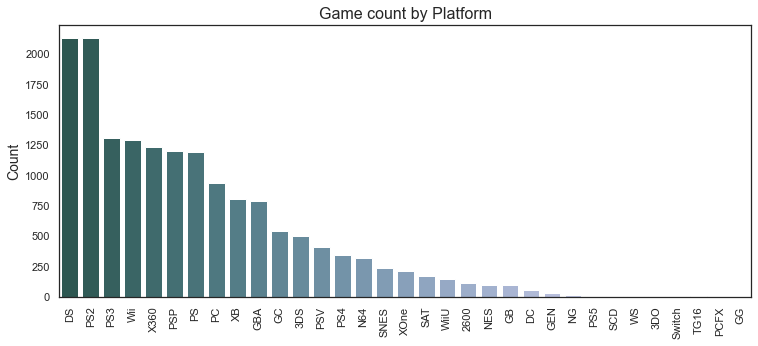 Game count by Platform
Count
2000
1750
1500
1250
1000
750
500
250
0
DS
PS2
PS3
Wii
X360
PSP
PS
PC
XB
GBA
GC
3DS
PSV
PS4
N64
SNES
XOne
SAT
WiiU
2600
NES
GB
DC
GEN
NG
PS5
SCD
WS
3DO
Switch
TG16
PCFX
GG